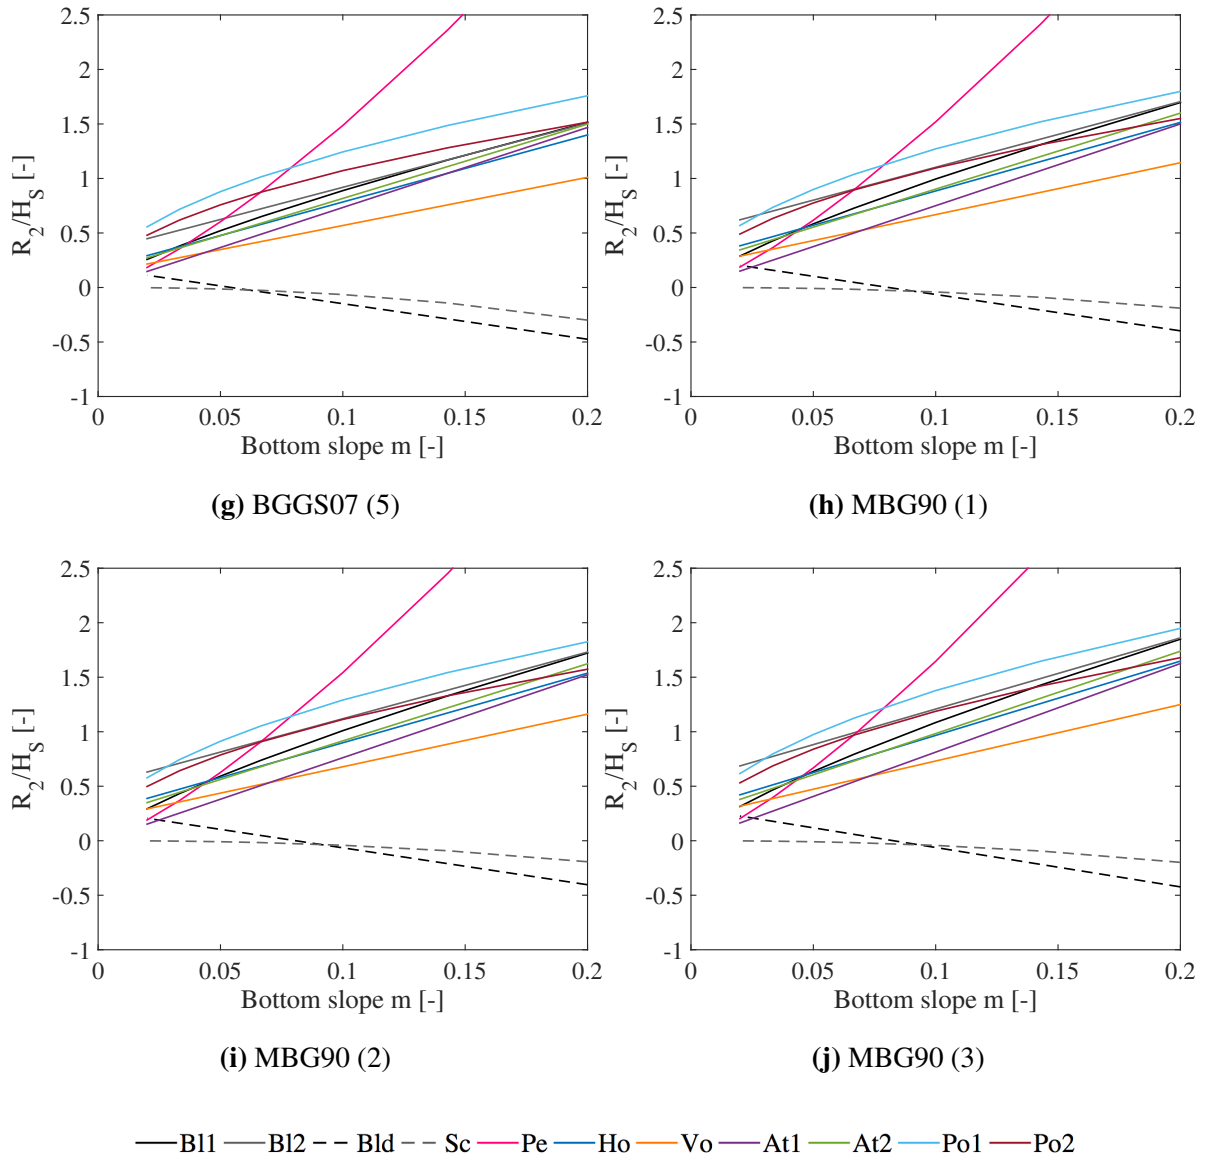 2.5
2
1.5
1
0.5
0
-0.5
-1
R2/HS [-]
0 0.05 0.1 0.15 0.2
Bottom slope m [-]
(g) BGGS07 (5)
2.5
2
1.5
1
0.5
0
-0.5
-1
R2/HS [-]
0 0.05 0.1 0.15 0.2
Bottom slope m [-]
(h) MBG90 (1)
2.5
2
1.5
1
0.5
0
-0.5
-1
R2/HS [-]
0 0.05 0.1 0.15 0.2
Bottom slope m [-]
(i) MBG90 (2)
2.5
2
1.5
1
0.5
0
-0.5
-1
R2/HS [-]
0 0.05 0.1 0.15 0.2
Bottom slope m [-]
(j) MBG90 (3)
Bl1 Bl2 Bld Sc Pe Ho Vo At1 At2 Po1 Po2